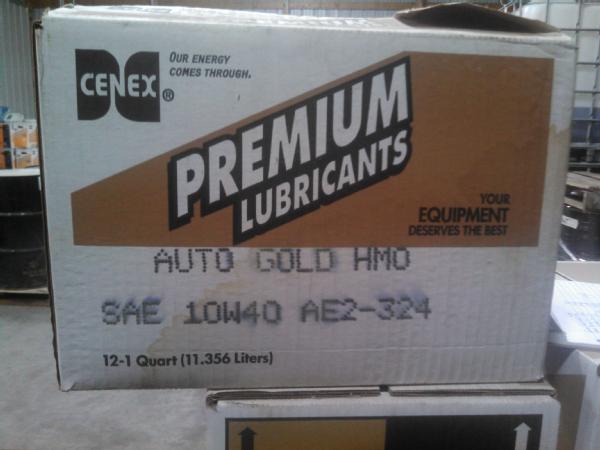 CENEX®
OUR ENERGY
COMES THROUGH.
PREMIUM
LUBRICANTS
YOUR
EQUIPMENT
DESERVES THE BEST
AUTO GOLD HMO
SAE 10W40 AE2-324
12-1 Quart (11.356 Liters)